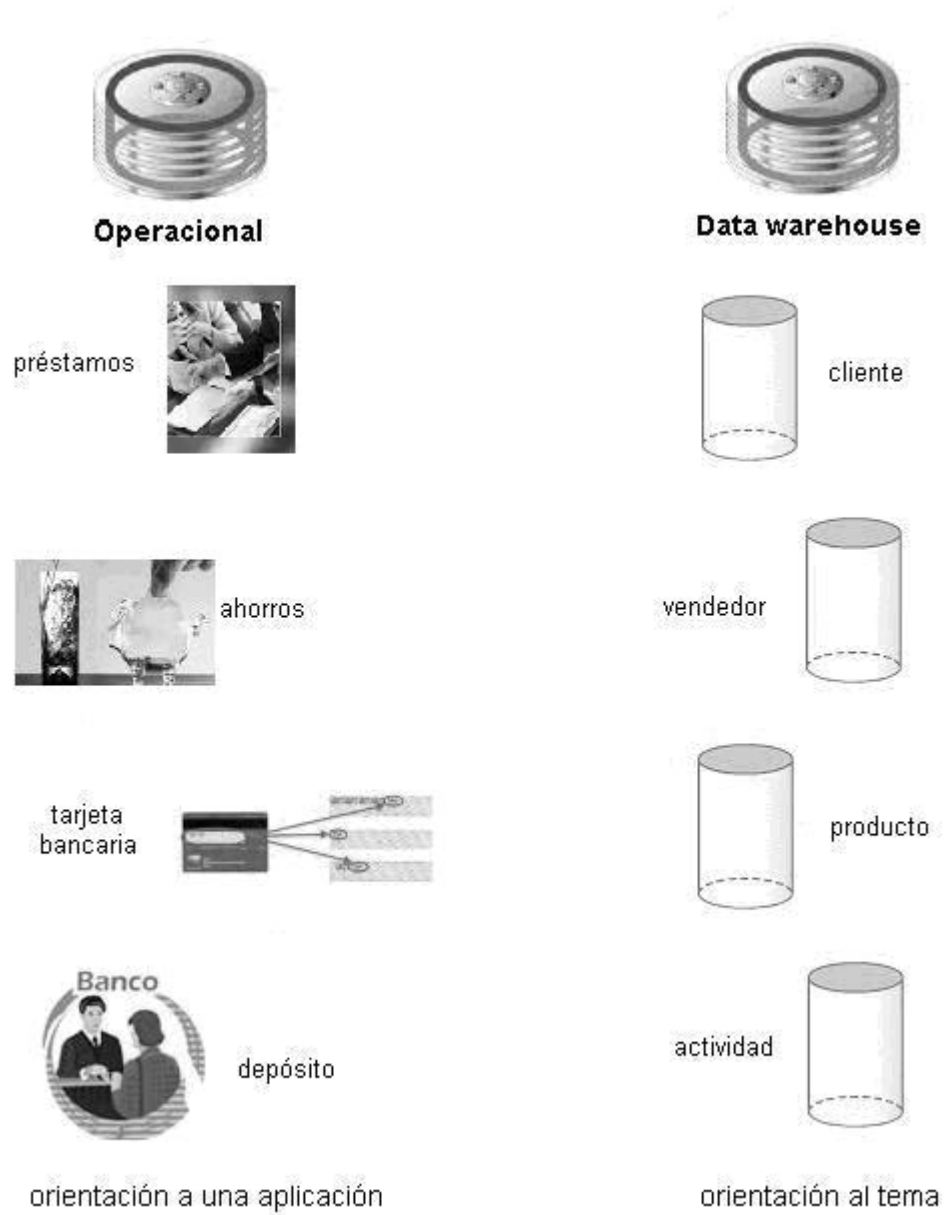 Operacional
Data warehouse
préstamos
cliente
ahorros
vendedor
tarjeta
bancaria
producto
Banco
depósito
actividad
orientación a una aplicación
orientación al tema